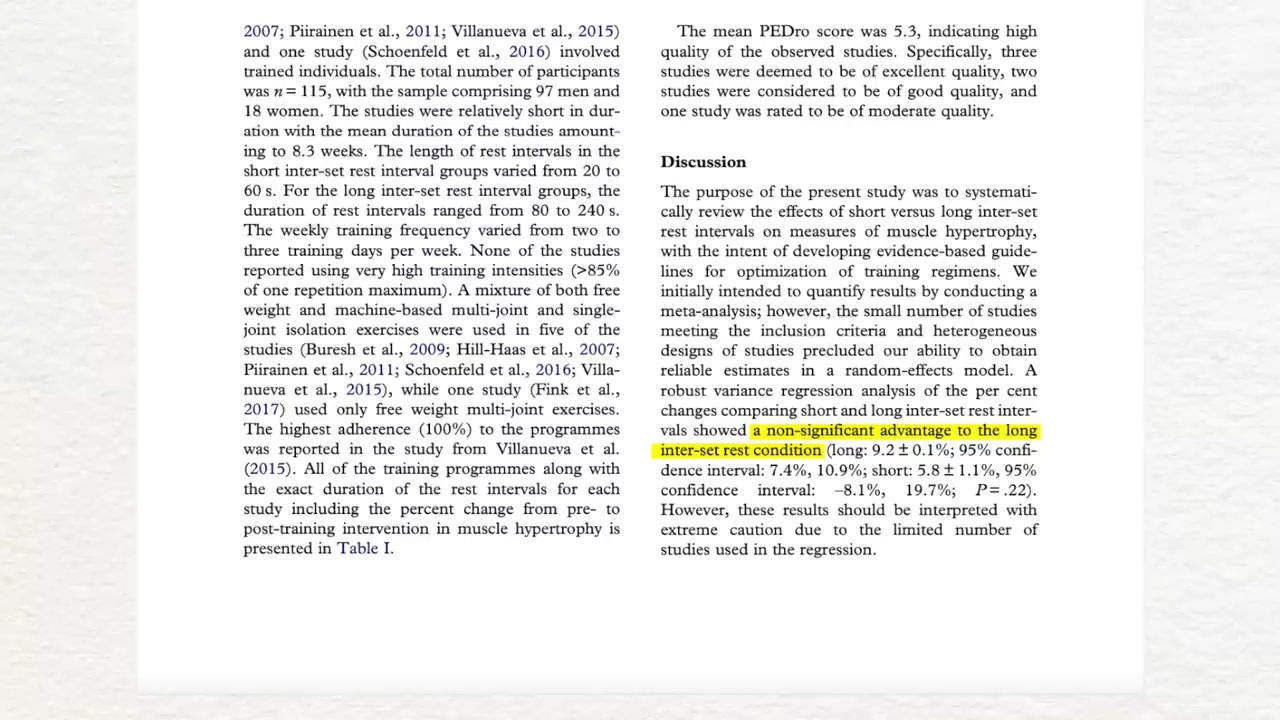 2007; Piirainen et al., 2011; Villanueva et al., 2015)
and one study (Schoenfeld et al., 2016) involved
trained individuals. The total number of participants
was n = 115, with the sample comprising 97 men and
18 women. The studies were relatively short in dur-
ation with the mean duration of the studies amount-
ing to 8.3 weeks. The length of rest intervals in the
short inter-set rest interval groups varied from 20 to
60 s. For the long inter-set rest interval groups, the
duration of rest intervals ranged from 80 to 240 s.
The weekly training frequency varied from two to
three training days per week. None of the studies
reported using very high training intensities (>85%
of one repetition maximum). A mixture of both free
weight and machine-based multi-joint and single-
joint isolation exercises were used in five of the
studies (Buresh et al., 2009; Hill-Haas et al., 2007;
Piirainen et al., 2011; Schoenfeld et al., 2016; Villa-
nueva et al., 2015), while one study (Fink et al.,
2017) used only free weight multi-joint exercises.
The highest adherence (100%) to the programmes
was reported in the study from Villanueva et al.
(2015). All of the training programmes along with
the exact duration of the rest intervals for each
study including the percent change from pre- to
post-training intervention in muscle hypertrophy is
presented in Table I.
The mean PEDro score was 5.3, indicating high
quality of the observed studies. Specifically, three
studies were deemed to be of excellent quality, two
studies were considered to be of good quality, and
one study was rated to be of moderate quality.
Discussion
The purpose of the present study was to systemati-
cally review the effects of short versus long inter-set
rest intervals on measures of muscle hypertrophy,
with the intent of developing evidence-based guide-
lines for optimization of training regimens. We
initially intended to quantify results by conducting a
meta-analysis; however, the small number of studies
meeting the inclusion criteria and heterogeneous
designs of studies precluded our ability to obtain
reliable estimates in a random-effects model. A
robust variance regression analysis of the per cent
changes comparing short and long inter-set rest inter-
vals showed a non-significant advantage to the long
inter-set rest condition (long: 9.2 ± 0.1%; 95% confi-
dence interval: 7.4%, 10.9%; short: 5.8 ± 1.1%, 95%
confidence interval: –8.1%, 19.7%; P = .22).
However, these results should be interpreted with
extreme caution due to the limited number of
studies used in the regression.